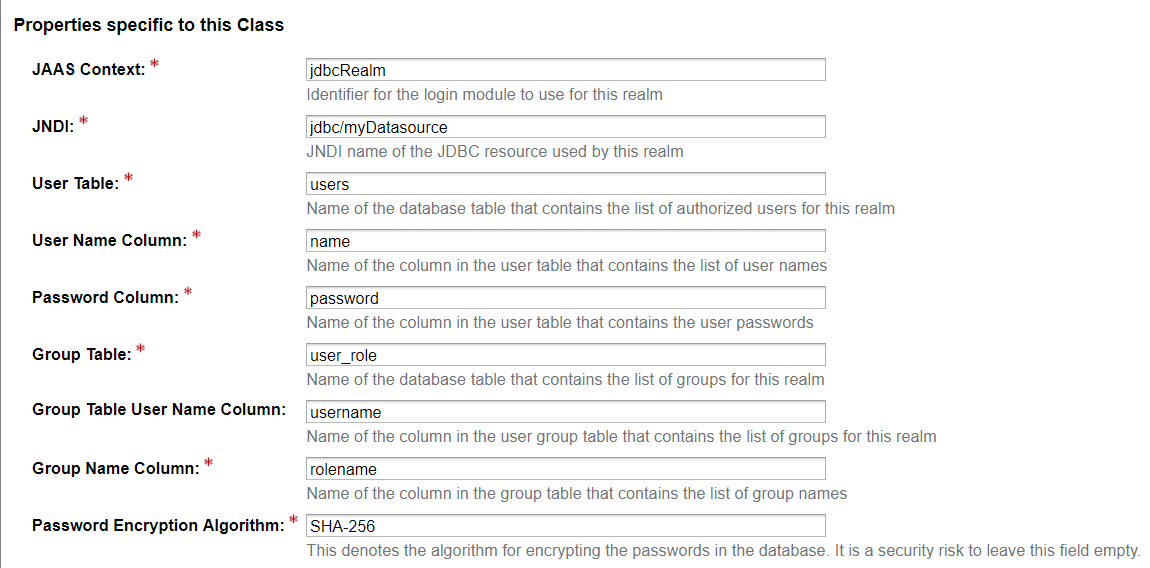 Properties specific to this Class
JAAS Context: * jdbcRealm
Identifier for the login module to use for this realm
JNDI: * jdbc/myDatasource
JNDI name of the JDBC resource used by this realm
User Table: * users
Name of the database table that contains the list of authorized users for this realm
User Name Column: * name
Name of the column in the user table that contains the list of user names
Password Column: * password
Name of the column in the user table that contains the user passwords
Group Table: * user_role
Name of the database table that contains the list of groups for this realm
Group Table User Name Column: username
Name of the column in the user group table that contains the list of groups for this realm
Group Name Column: * rolename
Name of the column in the group table that contains the list of group names
Password Encryption Algorithm: * SHA-256
This denotes the algorithm for encrypting the passwords in the database. It is a security risk to leave this field empty.